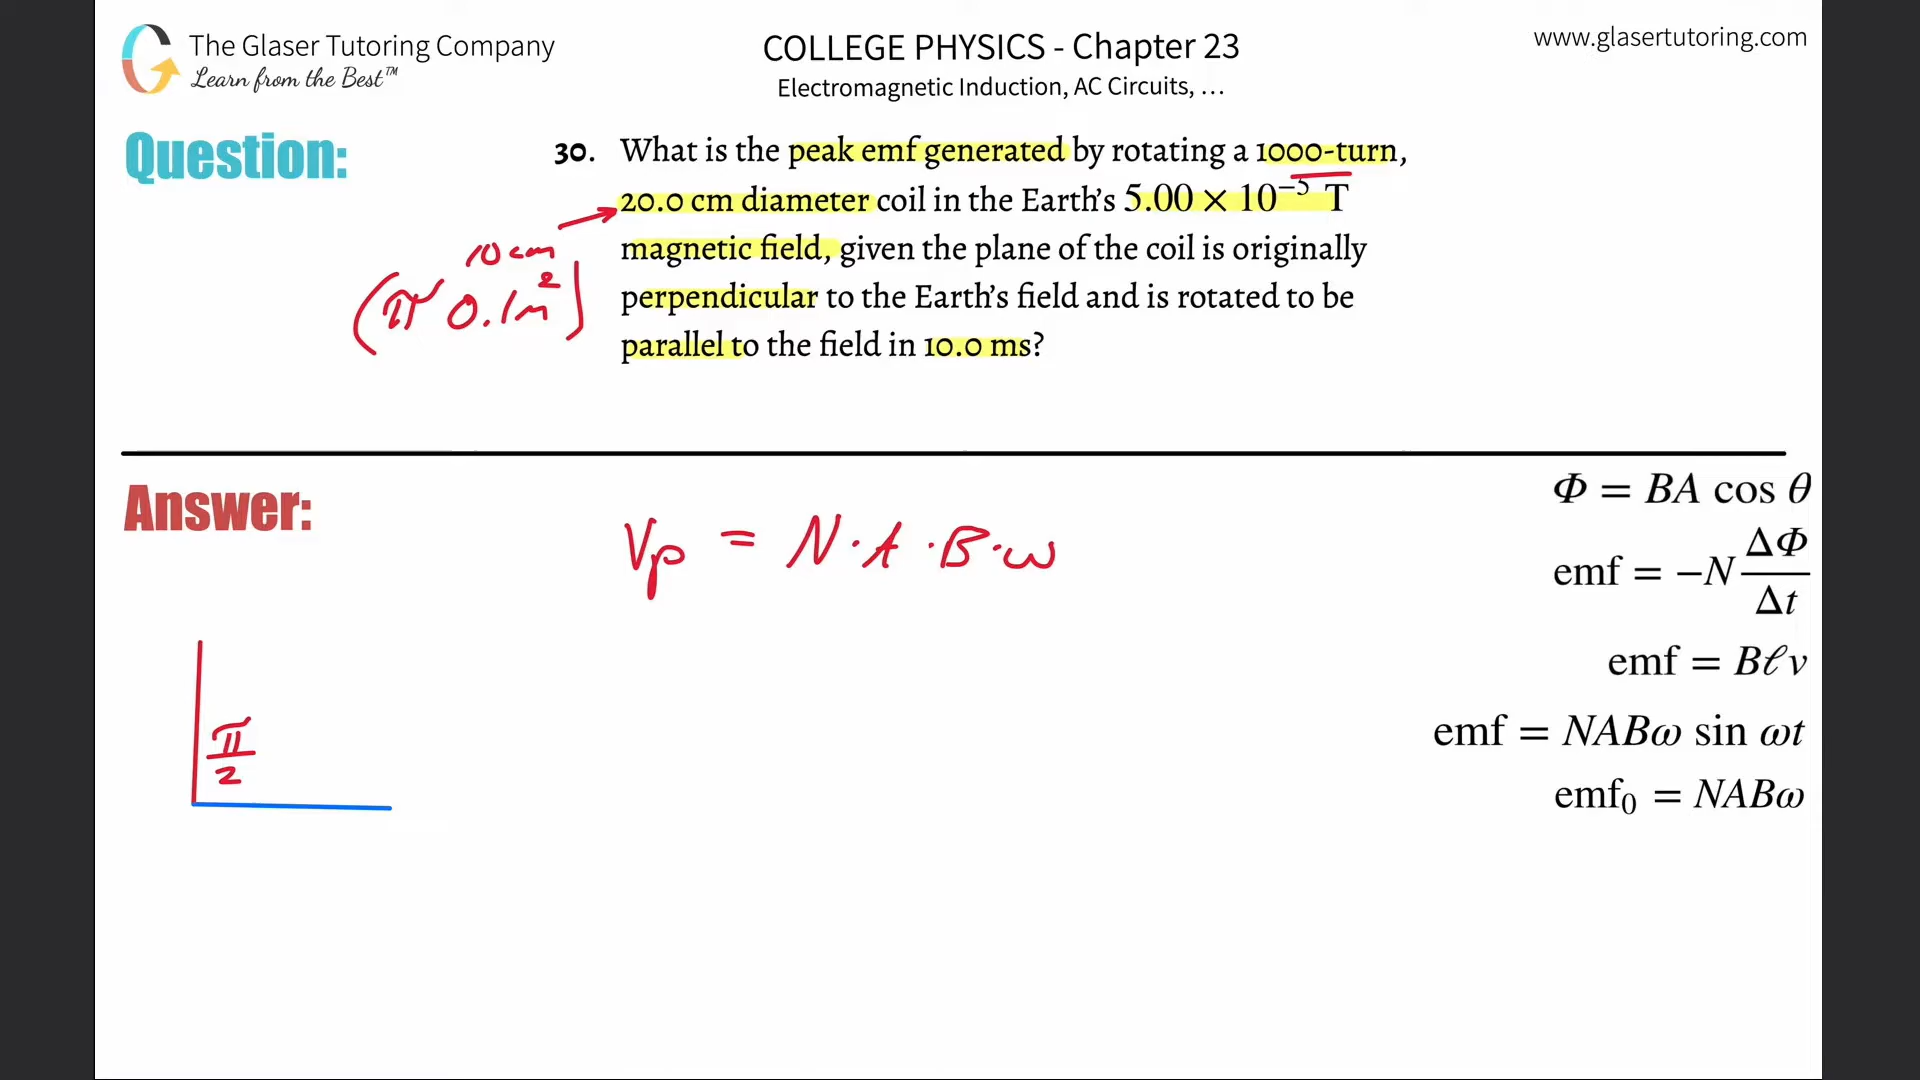 The Glaser Tutoring Company
Learn from the Best™
COLLEGE PHYSICS - Chapter 23
Electromagnetic Induction, AC Circuits, …
www.glasertutoring.com
Question:
30. What is the peak emf generated by rotating a 1000-turn,
20.0 cm diameter coil in the Earth’s 5.00 × 10⁻⁵ T
magnetic field, given the plane of the coil is originally
perpendicular to the Earth’s field and is rotated to be
parallel to the field in 10.0 ms?
10cm
(π 0.1m²)
Answer:
Vp = N·A·B·ω
π/2
Φ = BA cos θ
emf = −N ΔΦ/Δt
emf = Bℓv
emf = NABω sin ωt
emf₀ = NABω